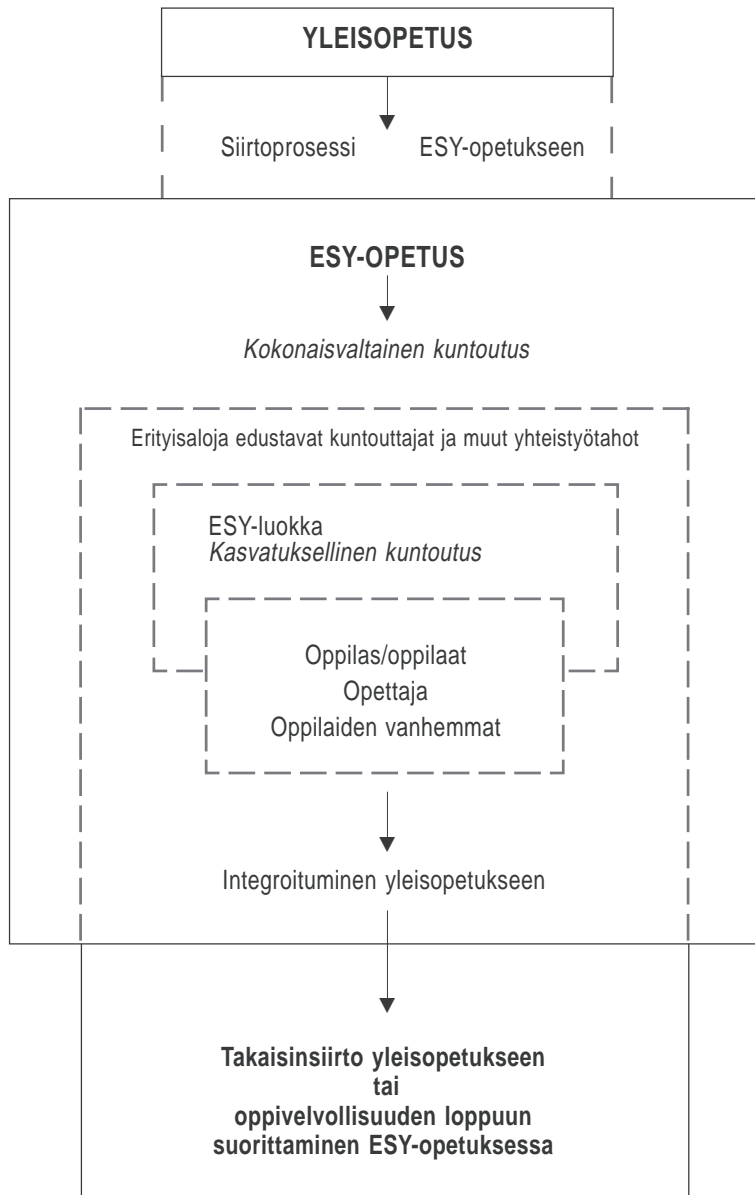 YLEISOPETUS
Siirtoprosessi ESY-opetukseen
ESY-OPETUS
Kokonaisvaltainen kuntoutus
Erityisaloja edustavat kuntouttajat ja muut yhteistyötahot
ESY-luokka
Kasvatuksellinen kuntoutus
Oppilas/oppilaat
Opettaja
Oppilaiden vanhemmat
Integroituminen yleisopetukseen
Takaisinsiirto yleisopetukseen
tai
oppivelvollisuuden loppuun
suorittaminen ESY-opetuksessa